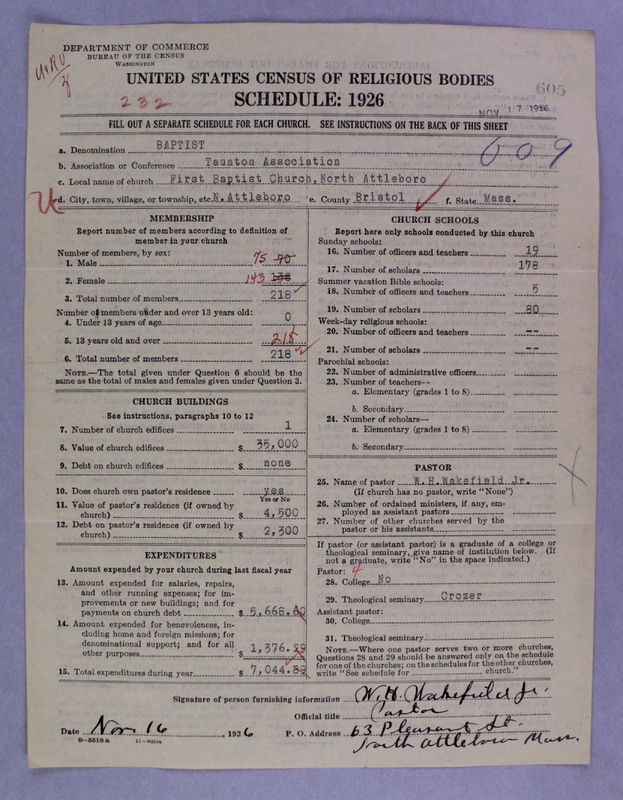 DEPARTMENT OF COMMERCE
BUREAU OF THE CENSUS
WASHINGTON
UNITED STATES CENSUS OF RELIGIOUS BODIES
SCHEDULE: 1926
232
605
NOV 17 1926
FILL OUT A SEPARATE SCHEDULE FOR EACH CHURCH. SEE INSTRUCTIONS ON THE BACK OF THIS SHEET
609
a. Denomination BAPTIST
b. Association or Conference Taunton Association
c. Local name of church First Baptist Church, North Attleboro
d. City, town, village, or township, etc. N. Attleboro e. County Bristol f. State Mass.
MEMBERSHIP
Report number of members according to definition of
member in your church
Number of members, by sex:
1. Male 75 70
2. Female 143 138
3. Total number of members 218
Number of members under and over 13 years old:
4. Under 13 years of age 0
5. 13 years old and over 218
6. Total number of members 218
NOTE.—The total given under Question 6 should be the
same as the total of males and females given under Question 3.
CHURCH BUILDINGS
See instructions, paragraphs 10 to 12
7. Number of church edifices 1
8. Value of church edifices $ 35,000
9. Debt on church edifices $ none
10. Does church own pastor's residence yes
Yes or No
11. Value of pastor's residence (if owned by
church) $ 4,500
12. Debt on pastor's residence (if owned by
church) $ 2,300
EXPENDITURES
Amount expended by your church during last fiscal year
13. Amount expended for salaries, repairs,
and other running expenses; for im-
provements or new buildings; and for
payments on church debt $ 5,668.
14. Amount expended for benevolences, in-
cluding home and foreign missions; for
denominational support; and for all
other purposes $ 1,376.
15. Total expenditures during year $ 7,044.
CHURCH SCHOOLS
Report here only schools conducted by this church
Sunday schools:
16. Number of officers and teachers 19
17. Number of scholars 178
Summer vacation Bible schools:
18. Number of officers and teachers 5
19. Number of scholars 80
Week-day religious schools:
20. Number of officers and teachers --
21. Number of scholars --
Parochial schools:
22. Number of administrative officers
23. Number of teachers—
a. Elementary (grades 1 to 8)
b. Secondary
24. Number of scholars—
a. Elementary (grades 1 to 8)
b. Secondary
PASTOR
25. Name of pastor W.H.Wakefield Jr.
(If church has no pastor, write "None")
26. Number of ordained ministers, if any, em-
ployed as assistant pastors
27. Number of other churches served by the
pastor or his assistants
If pastor (or assistant pastor) is a graduate of a college or
theological seminary, give name of institution below. (If
not a graduate, write "No" in the space indicated.)
Pastor: 4
28. College No
29. Theological seminary Crozer
Assistant pastor:
30. College
31. Theological seminary
NOTE.—Where one pastor serves two or more churches,
Questions 28 and 29 should be answered only on the schedule
for one of the churches; on the schedules for the other churches,
write "See schedule for church."
Signature of person furnishing information W. H. Wakefield Jr.
Official title Pastor
Date Nov. 16, 1926 P. O. Address 63 Pleasant St.
North Attleboro Mass.
8—5518 a